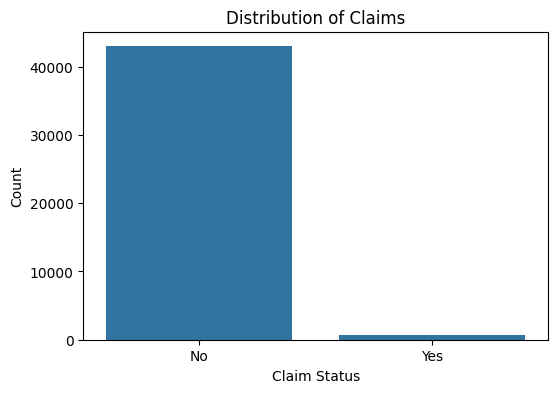 Distribution of Claims
40000
30000
20000
10000
0
Count
No Yes
Claim Status